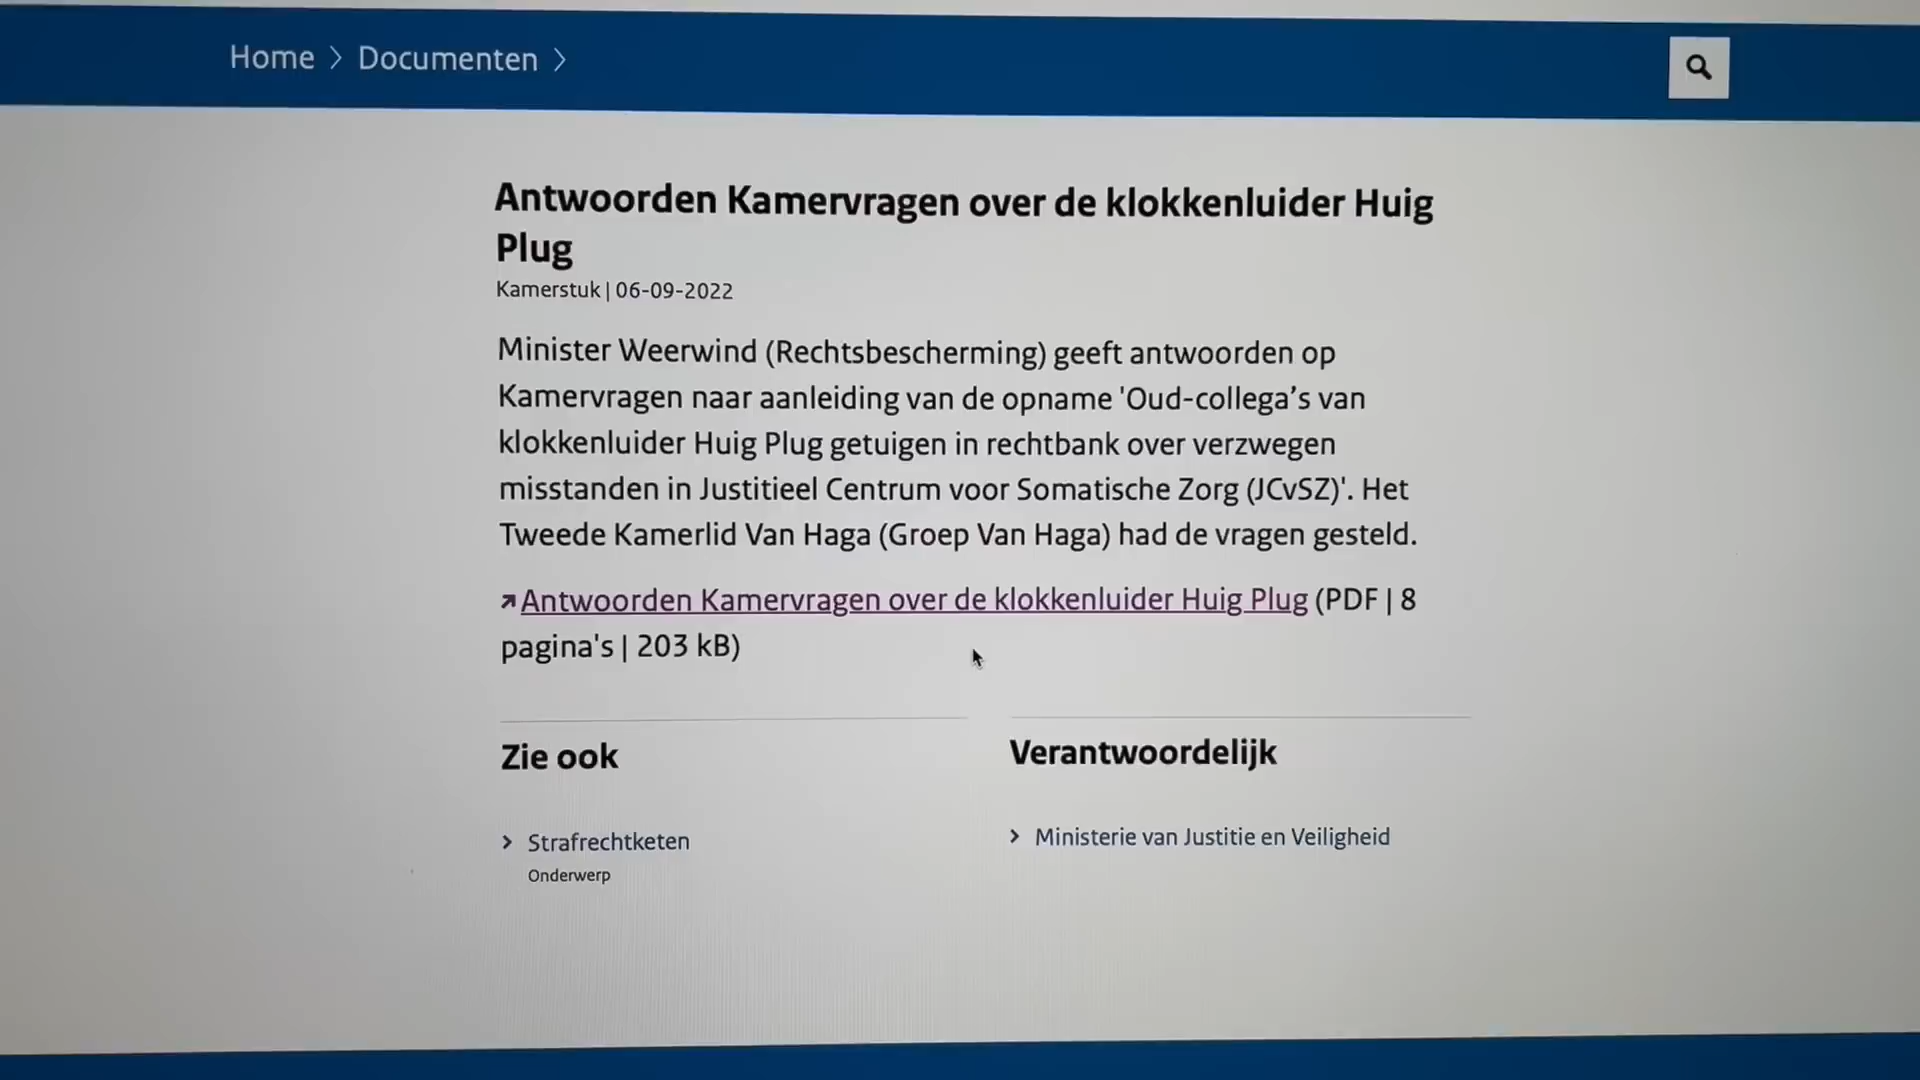 Home > Documenten >
Antwoorden Kamervragen over de klokkenluider Huig
Plug
Kamerstuk | 06-09-2022
Minister Weerwind (Rechtsbescherming) geeft antwoorden op
Kamervragen naar aanleiding van de opname 'Oud-collega’s van
klokkenluider Huig Plug getuigen in rechtbank over verzwegen
misstanden in Justitieel Centrum voor Somatische Zorg (JCvSZ)'. Het
Tweede Kamerlid Van Haga (Groep Van Haga) had de vragen gesteld.
Antwoorden Kamervragen over de klokkenluider Huig Plug (PDF | 8
pagina's | 203 kB)
Zie ook
> Strafrechtketen
Onderwerp
Verantwoordelijk
> Ministerie van Justitie en Veiligheid